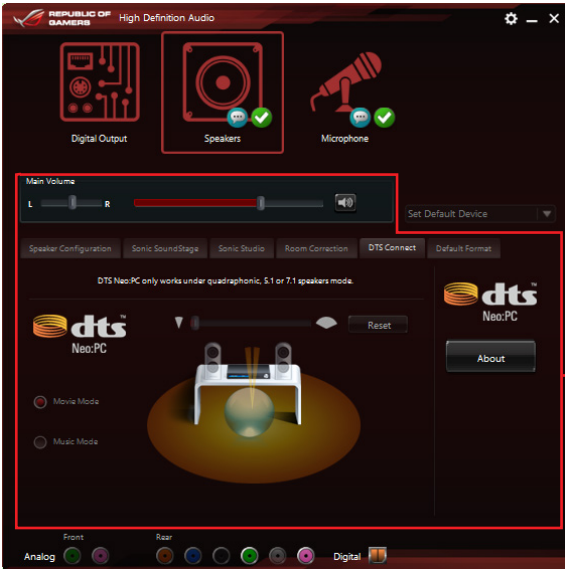 REPUBLIC OF
GAMERS
High Definition Audio
Digital Output
Speakers
Microphone
Main Volume
L
R
Set Default Device
Speaker Configuration
Sonic SoundStage
Sonic Studio
Room Correction
DTS Connect
Default Format
DTS Neo:PC only works under quadraphonic, 5.1 or 7.1 speakers mode.
dts™
Neo:PC
Reset
dts™
Neo:PC
About
Movie Mode
Music Mode
Front
Rear
Analog
Digital